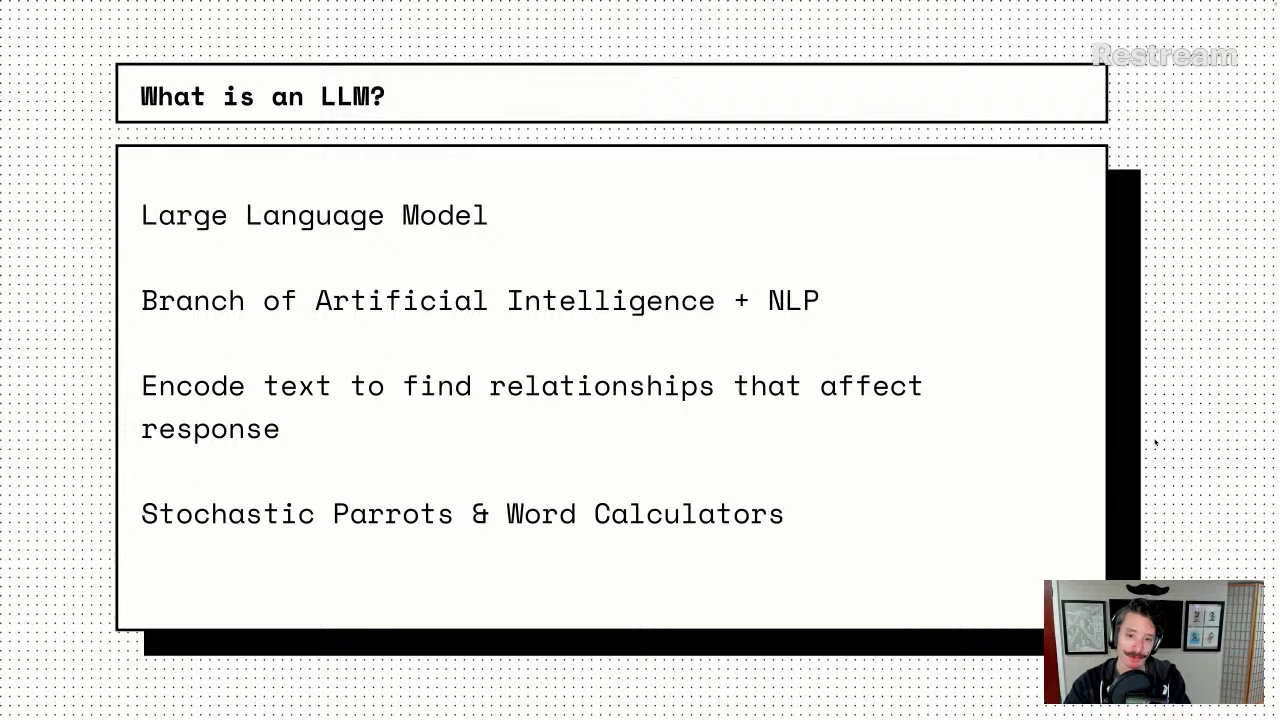 Restream
What is an LLM?
Large Language Model
Branch of Artificial Intelligence + NLP
Encode text to find relationships that affect
response
Stochastic Parrots & Word Calculators